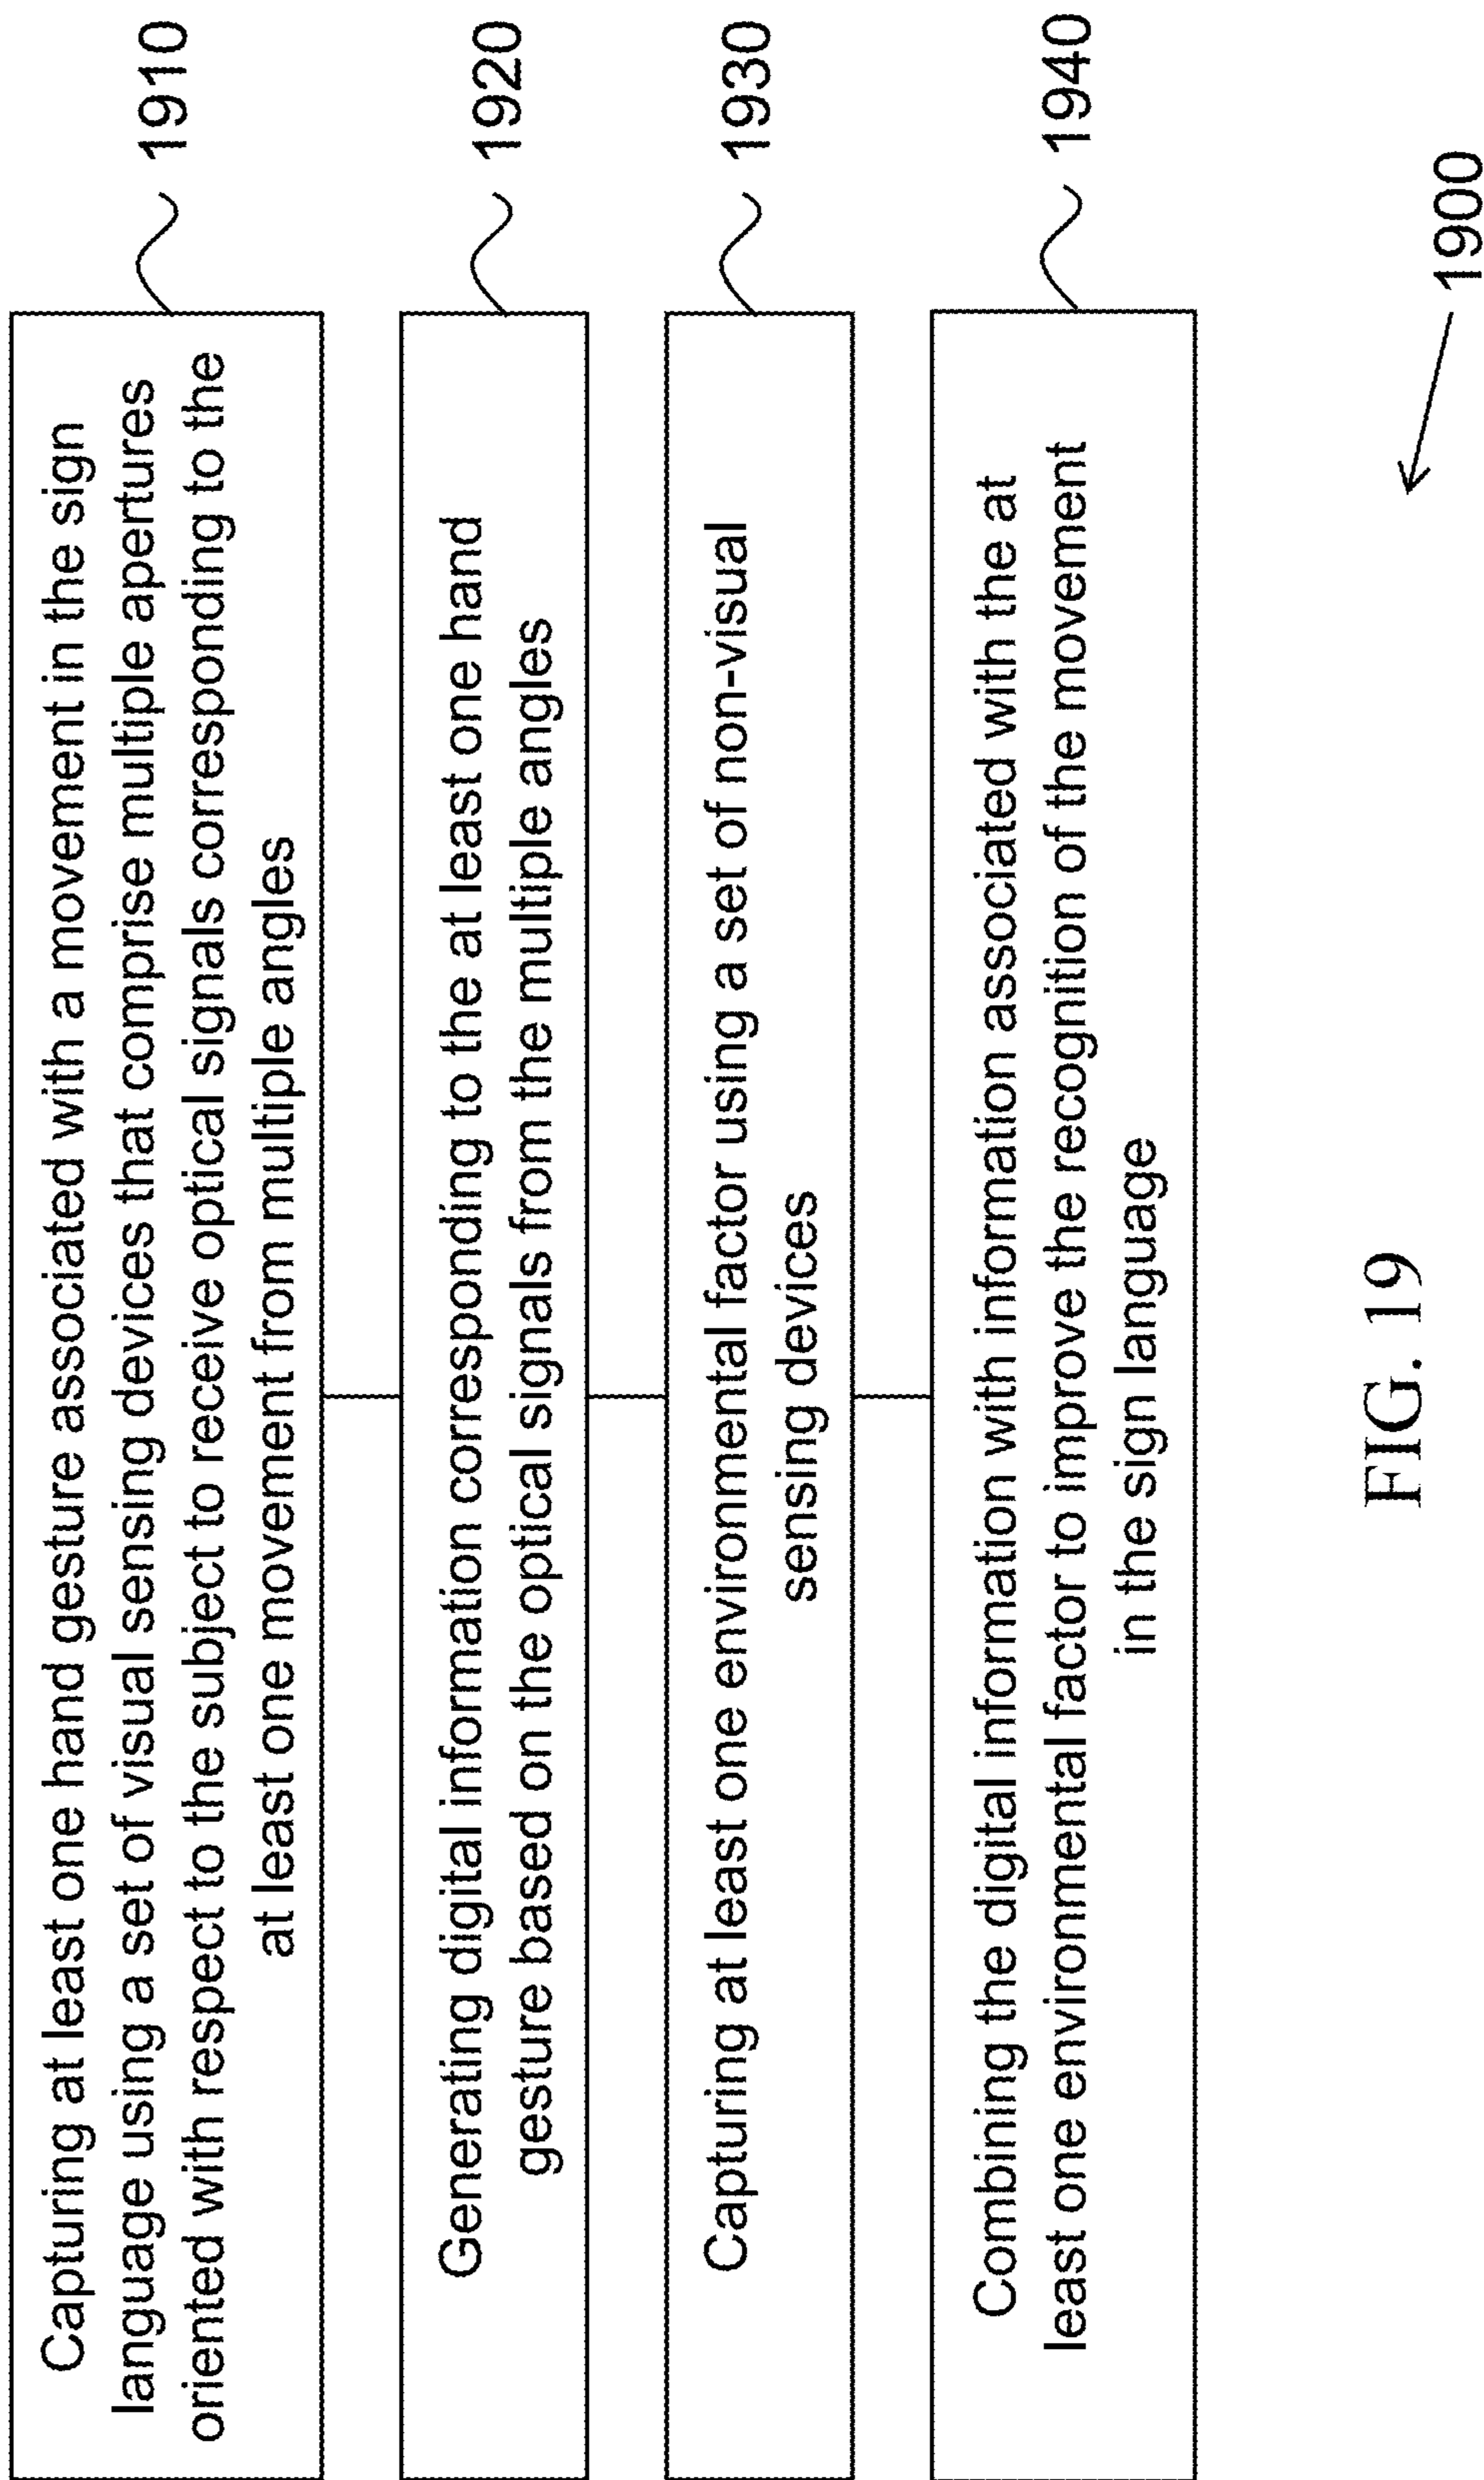 Capturing at least one hand gesture associated with a movement in the sign
language using a set of visual sensing devices that comprise multiple apertures
oriented with respect to the subject to receive optical signals corresponding to the
at least one movement from multiple angles
1910
Generating digital information corresponding to the at least one hand
gesture based on the optical signals from the multiple angles
1920
Capturing at least one environmental factor using a set of non-visual
sensing devices
1930
Combining the digital information with information associated with the at
least one environmental factor to improve the recognition of the movement
in the sign language
1940
1900
FIG. 19